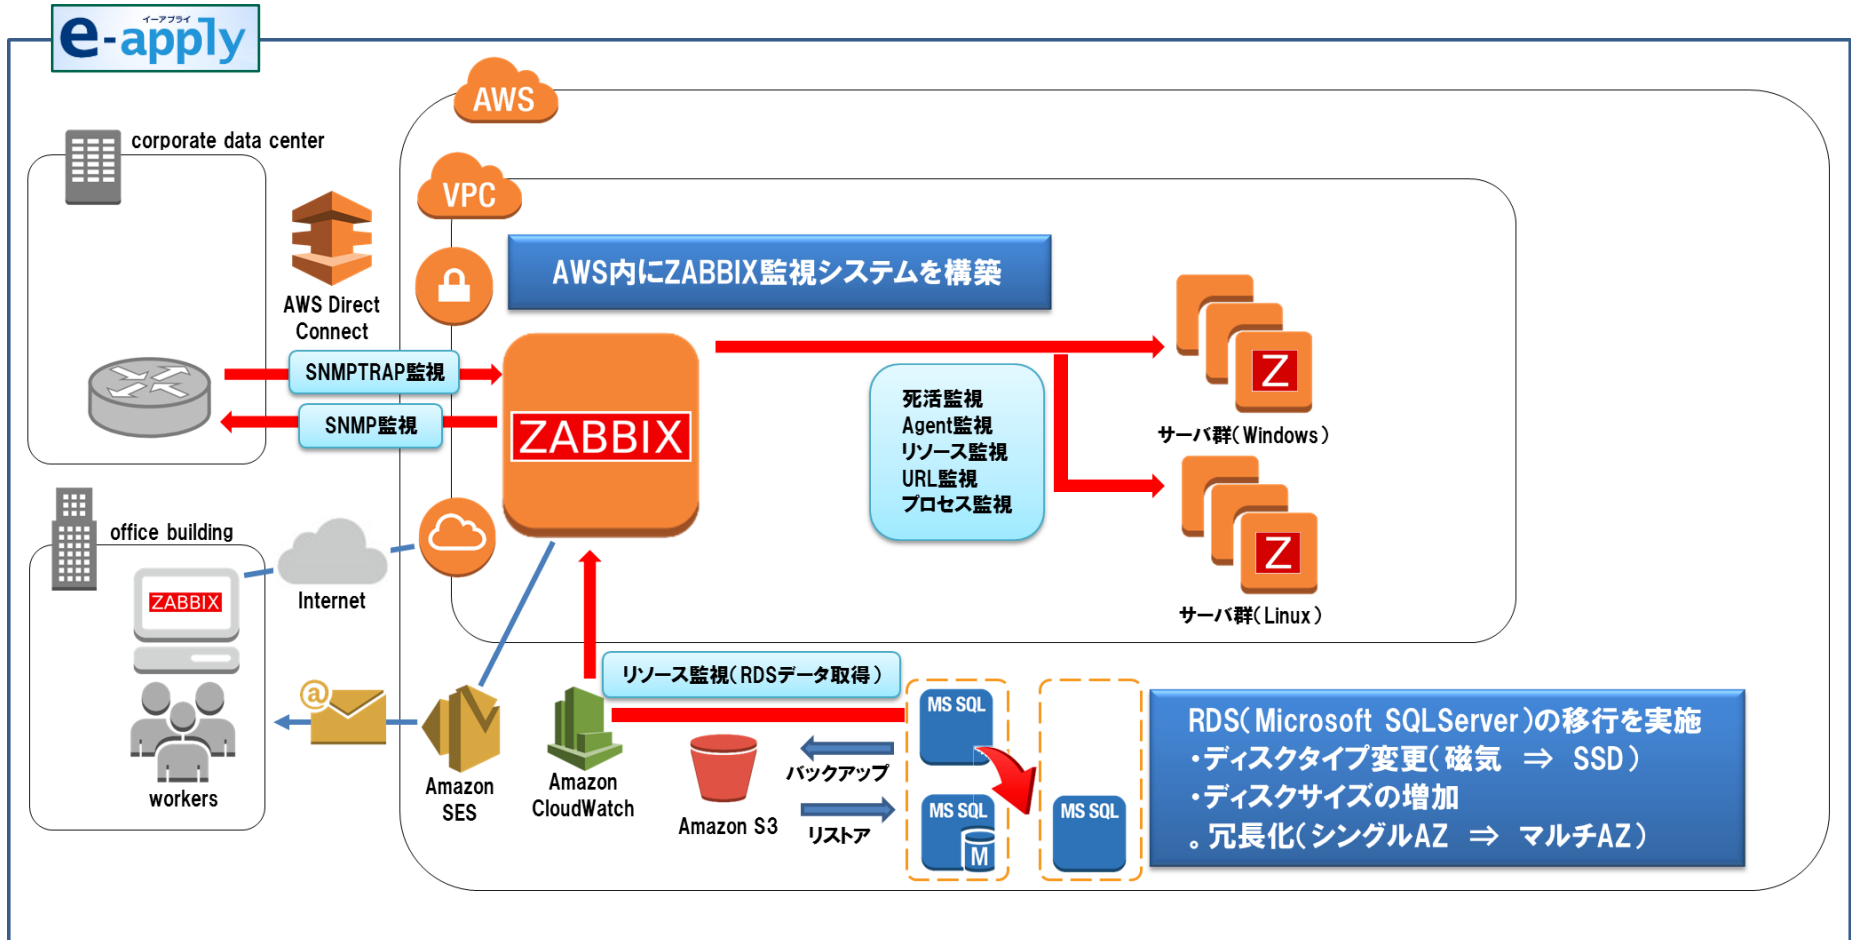 イーアプライ
e-apply
AWS
corporate data center
VPC
AWS内にZABBIX監視システムを構築
AWS Direct
Connect
SNMPTRAP監視
SNMP監視
ZABBIX
死活監視
Agent監視
リソース監視
URL監視
プロセス監視
Z
サーバ群(Windows)
Z
サーバ群(Linux)
office building
ZABBIX
Internet
workers
@
Amazon
SES
Amazon
CloudWatch
リソース監視(RDSデータ取得)
Amazon S3
バックアップ
リストア
MS SQL
MS SQL
M
MS SQL
RDS(Microsoft SQLServer)の移行を実施
・ディスクタイプ変更(磁気 ⇒ SSD)
・ディスクサイズの増加
。冗長化(シングルAZ ⇒ マルチAZ)